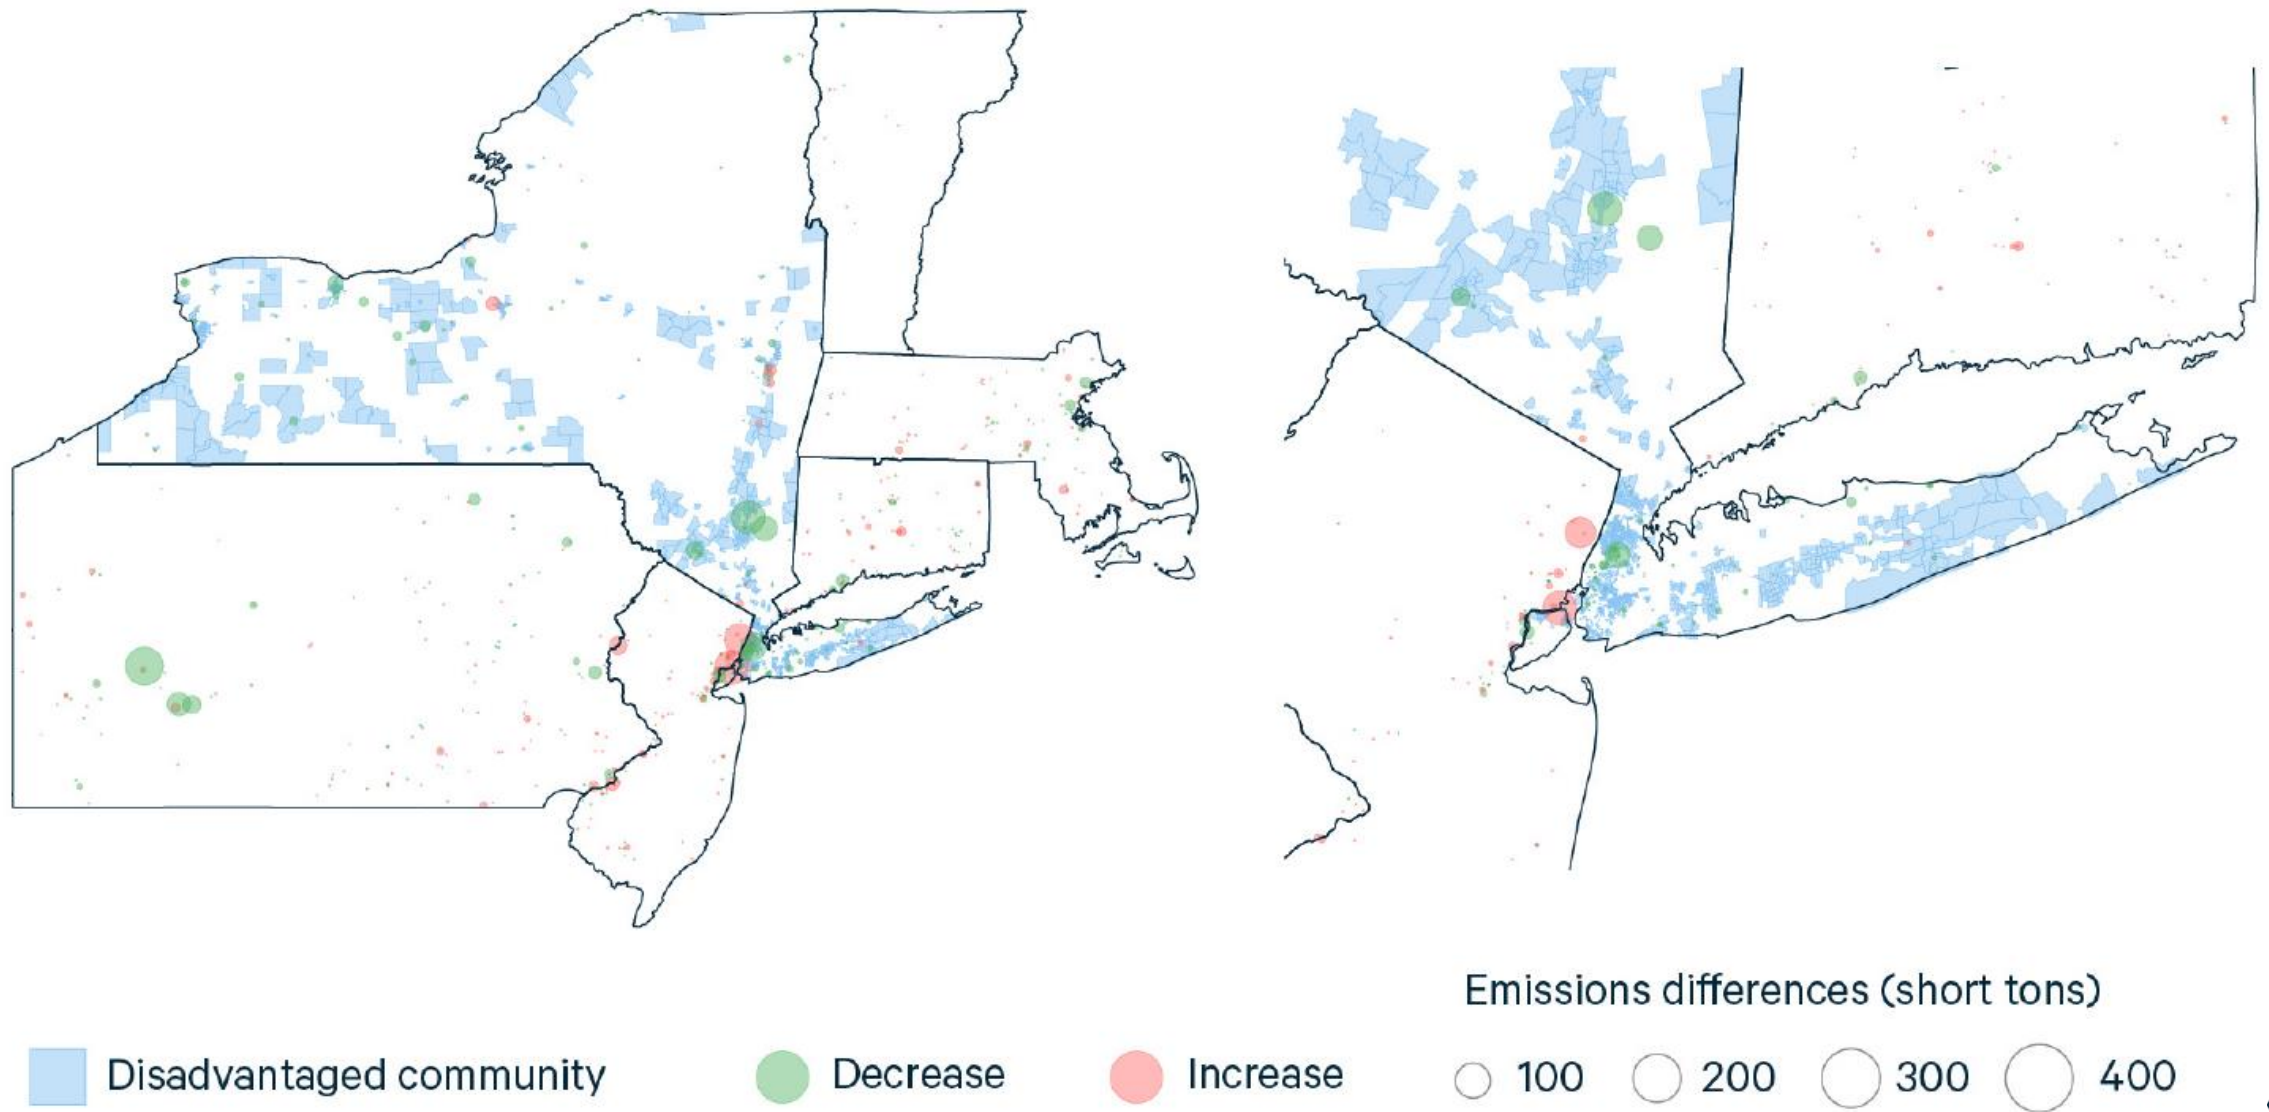 Emissions differences (short tons)
Disadvantaged community
Decrease
Increase
100
200
300
400